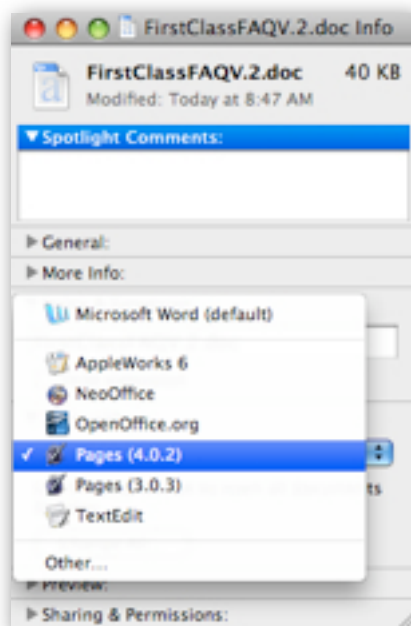 FirstClassFAQV.2.doc Info
FirstClassFAQV.2.doc 40 KB
Modified: Today at 8:47 AM
Spotlight Comments:
General:
More Info:
Microsoft Word (default)
AppleWorks 6
NeoOffice
OpenOffice.org
Pages (4.0.2)
Pages (3.0.3)
TextEdit
Other...
Preview:
Sharing & Permissions: